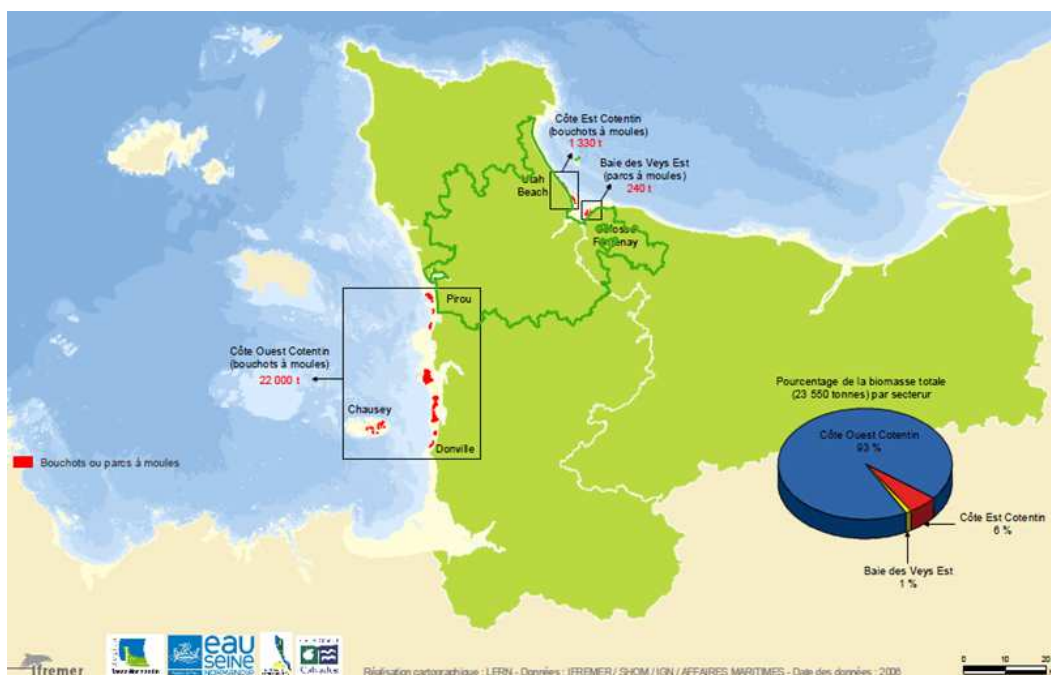 Côte Est Cotentin
(bouchots à moules)
1 330 t
Baie des Veys Est
(parcs à moules)
240 t
Utah
Beach
Géfosse
Fontenay
Pirou
Côte Ouest Cotentin
(bouchots à moules)
22 000 t
Chausey
Donville
Bouchots ou parcs à moules
Pourcentage de la biomasse totale
(23 550 tonnes) par secteur
Côte Ouest Cotentin
93 %
Côte Est Cotentin
6 %
Baie des Veys Est
1 %
Ifremer
eau
SEINE
NORMANDIE
Calvados
Réalisation cartographique : LERN - Données : IFREMER / SHOM / IGN / AFFAIRES MARITIMES - Date des données : 2006
0 10 20